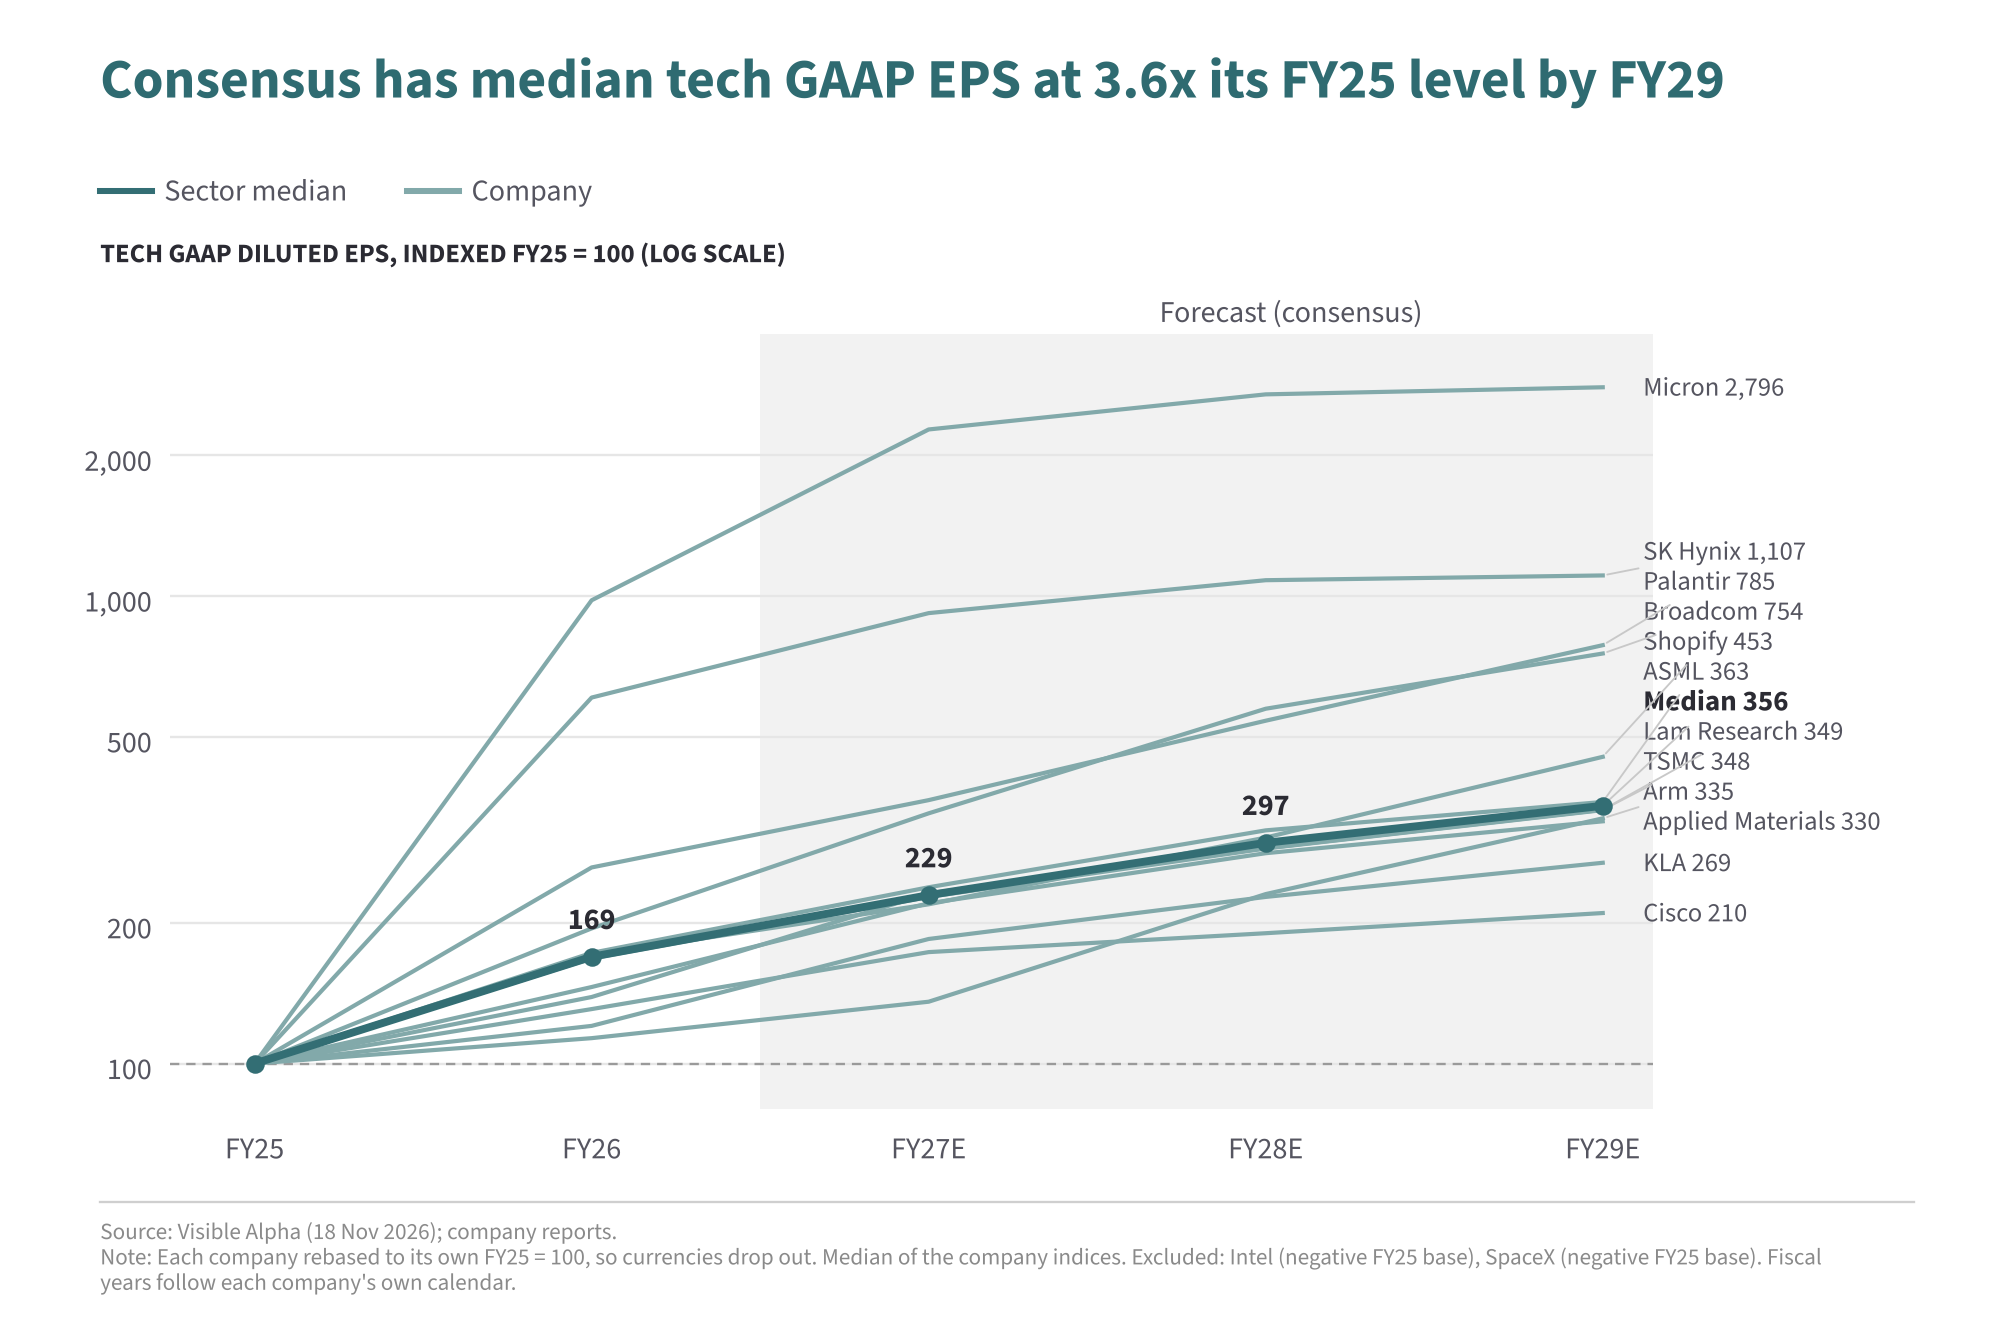 Consensus has median tech GAAP EPS at 3.6x its FY25 level by FY29
Sector median
Company
TECH GAAP DILUTED EPS, INDEXED FY25 = 100 (LOG SCALE)
Forecast (consensus)
2,000
1,000
500
200
100
169
229
297
Micron 2,796
SK Hynix 1,107
Palantir 785
Broadcom 754
Shopify 453
ASML 363
Median 356
Lam Research 349
TSMC 348
Arm 335
Applied Materials 330
KLA 269
Cisco 210
FY25
FY26
FY27E
FY28E
FY29E
Source: Visible Alpha (18 Nov 2026); company reports.
Note: Each company rebased to its own FY25 = 100, so currencies drop out. Median of the company indices. Excluded: Intel (negative FY25 base), SpaceX (negative FY25 base). Fiscal
years follow each company's own calendar.